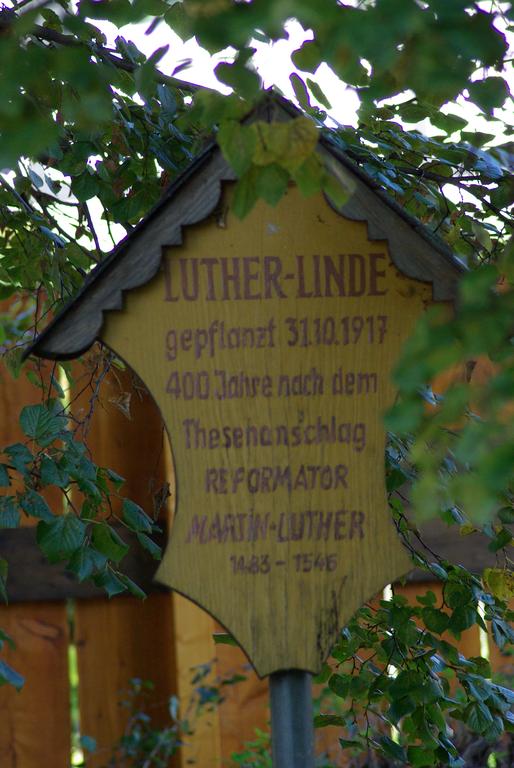 LUTHER-LINDE
gepflanzt 31.10.1917
400 Jahre nach dem
Thesenanschlag
REFORMATOR
MARTIN-LUTHER
1483 - 1546